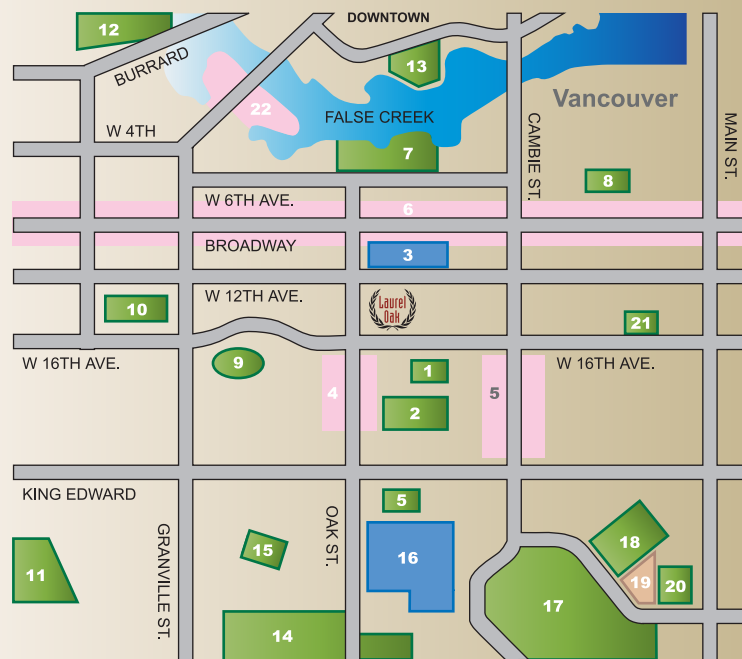 DOWNTOWN
12
BURRARD
13
Vancouver
22
W 4TH
FALSE CREEK
CAMBIE ST.
MAIN ST.
7
8
W 6TH AVE.
6
BROADWAY
3
W 12TH AVE.
Laurel
Oak
10
21
W 16TH AVE.
9
1
W 16TH AVE.
4
5
2
KING EDWARD
5
GRANVILLE ST.
OAK ST.
15
18
16
11
19
20
17
14